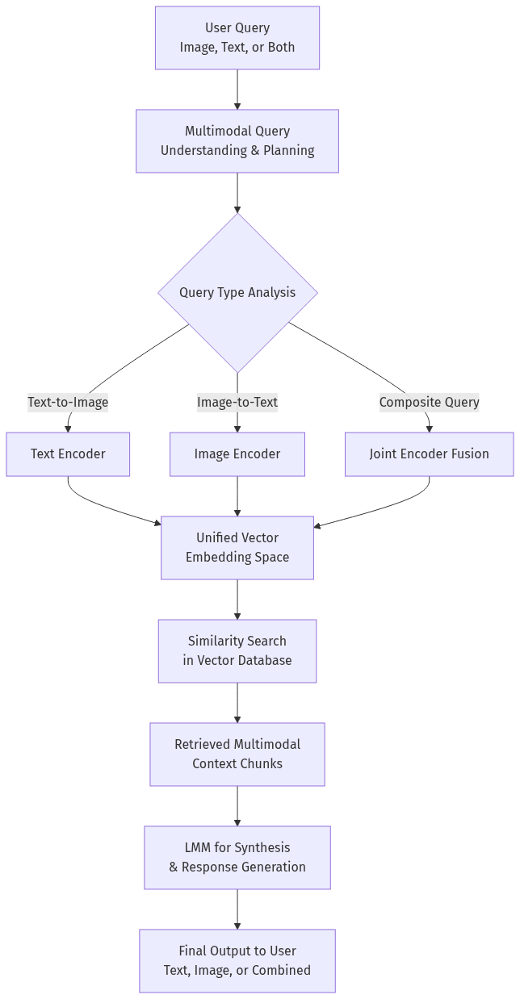 User Query
Image, Text, or Both
Multimodal Query
Understanding & Planning
Query Type Analysis
Text-to-Image
Image-to-Text
Composite Query
Text Encoder
Image Encoder
Joint Encoder Fusion
Unified Vector
Embedding Space
Similarity Search
in Vector Database
Retrieved Multimodal
Context Chunks
LMM for Synthesis
& Response Generation
Final Output to User
Text, Image, or Combined